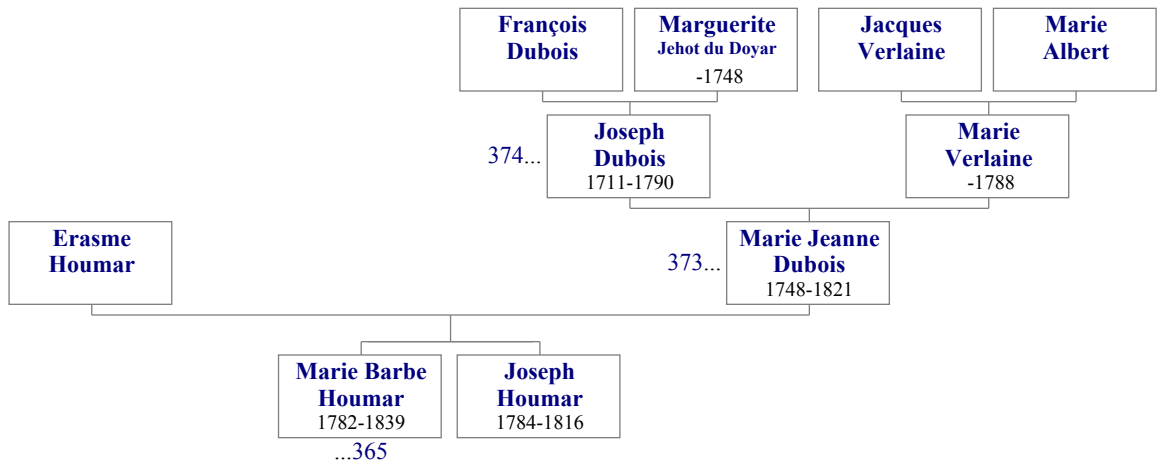 François
Dubois
Marguerite
Jehot du Doyar
-1748
Jacques
Verlaine
Marie
Albert
374...
Joseph
Dubois
1711-1790
Marie
Verlaine
-1788
Erasme
Houmar
373...
Marie Jeanne
Dubois
1748-1821
Marie Barbe
Houmar
1782-1839
Joseph
Houmar
1784-1816
...365